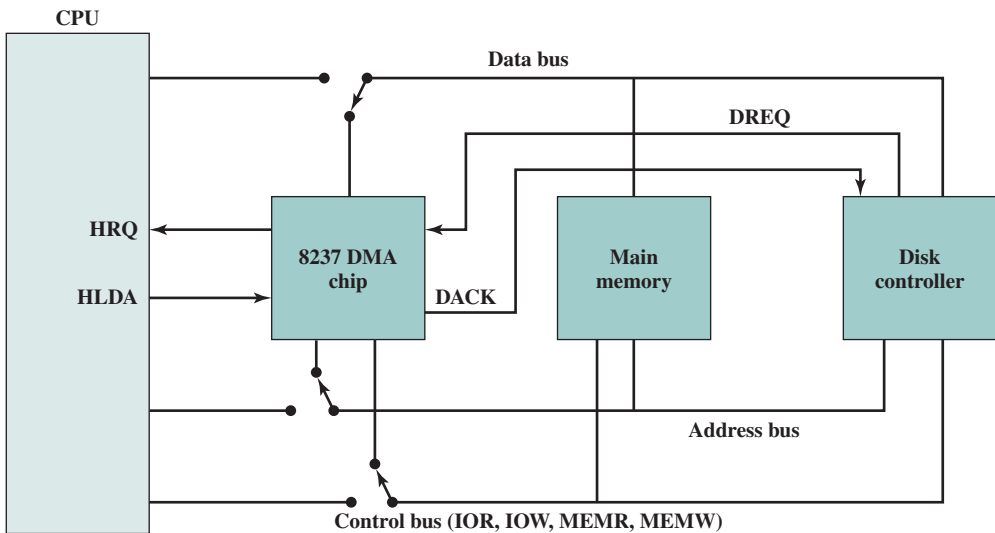 CPU
Data bus
DREQ
HRQ
8237 DMA
chip
Main
memory
Disk
controller
HLDA
DACK
Address bus
Control bus (IOR, IOW, MEMR, MEMW)